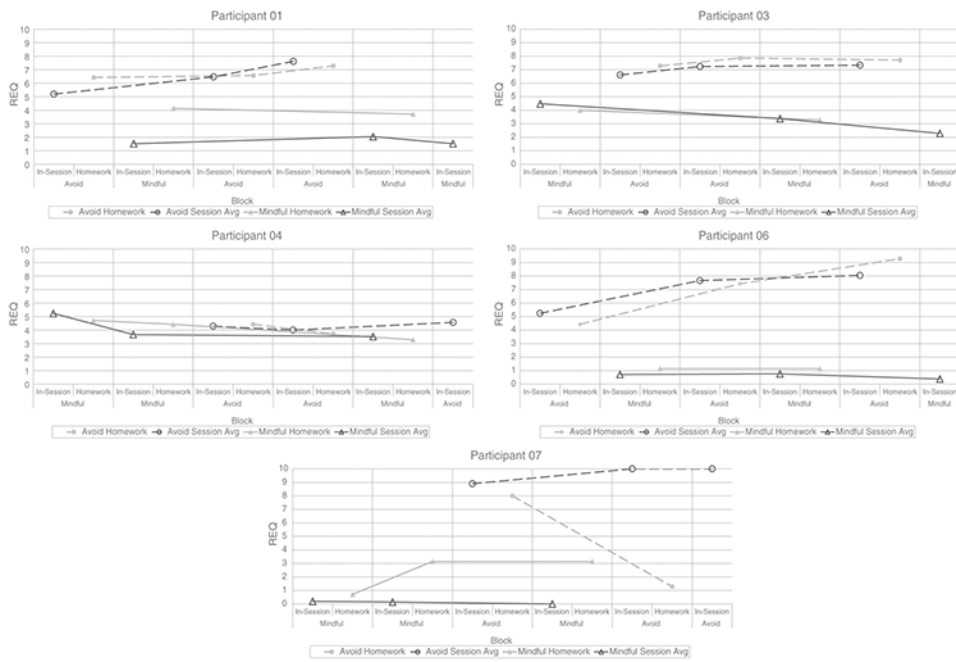 Participant 01
REQ
10
9
8
7
6
5
4
3
2
1
0
In-Session Homework In-Session Homework In-Session Homework In-Session Homework In-Session Homework In-Session
Avoid Mindful Avoid Avoid Mindful Mindful
Block
Avoid Homework Avoid Session Avg Mindful Homework Mindful Session Avg
Participant 03
REQ
10
9
8
7
6
5
4
3
2
1
0
In-Session Homework In-Session Homework In-Session Homework In-Session Homework In-Session Homework In-Session
Mindful Avoid Avoid Mindful Avoid Mindful
Block
Avoid Homework Avoid Session Avg Mindful Homework Mindful Session Avg
Participant 04
REQ
10
9
8
7
6
5
4
3
2
1
0
In-Session Homework In-Session Homework In-Session Homework In-Session Homework In-Session Homework In-Session
Mindful Mindful Avoid Avoid Mindful Avoid
Block
Avoid Homework Avoid Session Avg Mindful Homework Mindful Session Avg
Participant 06
REQ
10
9
8
7
6
5
4
3
2
1
0
In-Session Homework In-Session Homework In-Session Homework In-Session Homework In-Session Homework In-Session
Avoid Mindful Avoid Mindful Avoid Mindful
Block
Avoid Homework Avoid Session Avg Mindful Homework Mindful Session Avg
Participant 07
REQ
10
9
8
7
6
5
4
3
2
1
0
In-Session Homework In-Session Homework In-Session Homework In-Session Homework In-Session Homework In-Session
Mindful Mindful Avoid Mindful Avoid Avoid
Block
Avoid Homework Avoid Session Avg Mindful Homework Mindful Session Avg